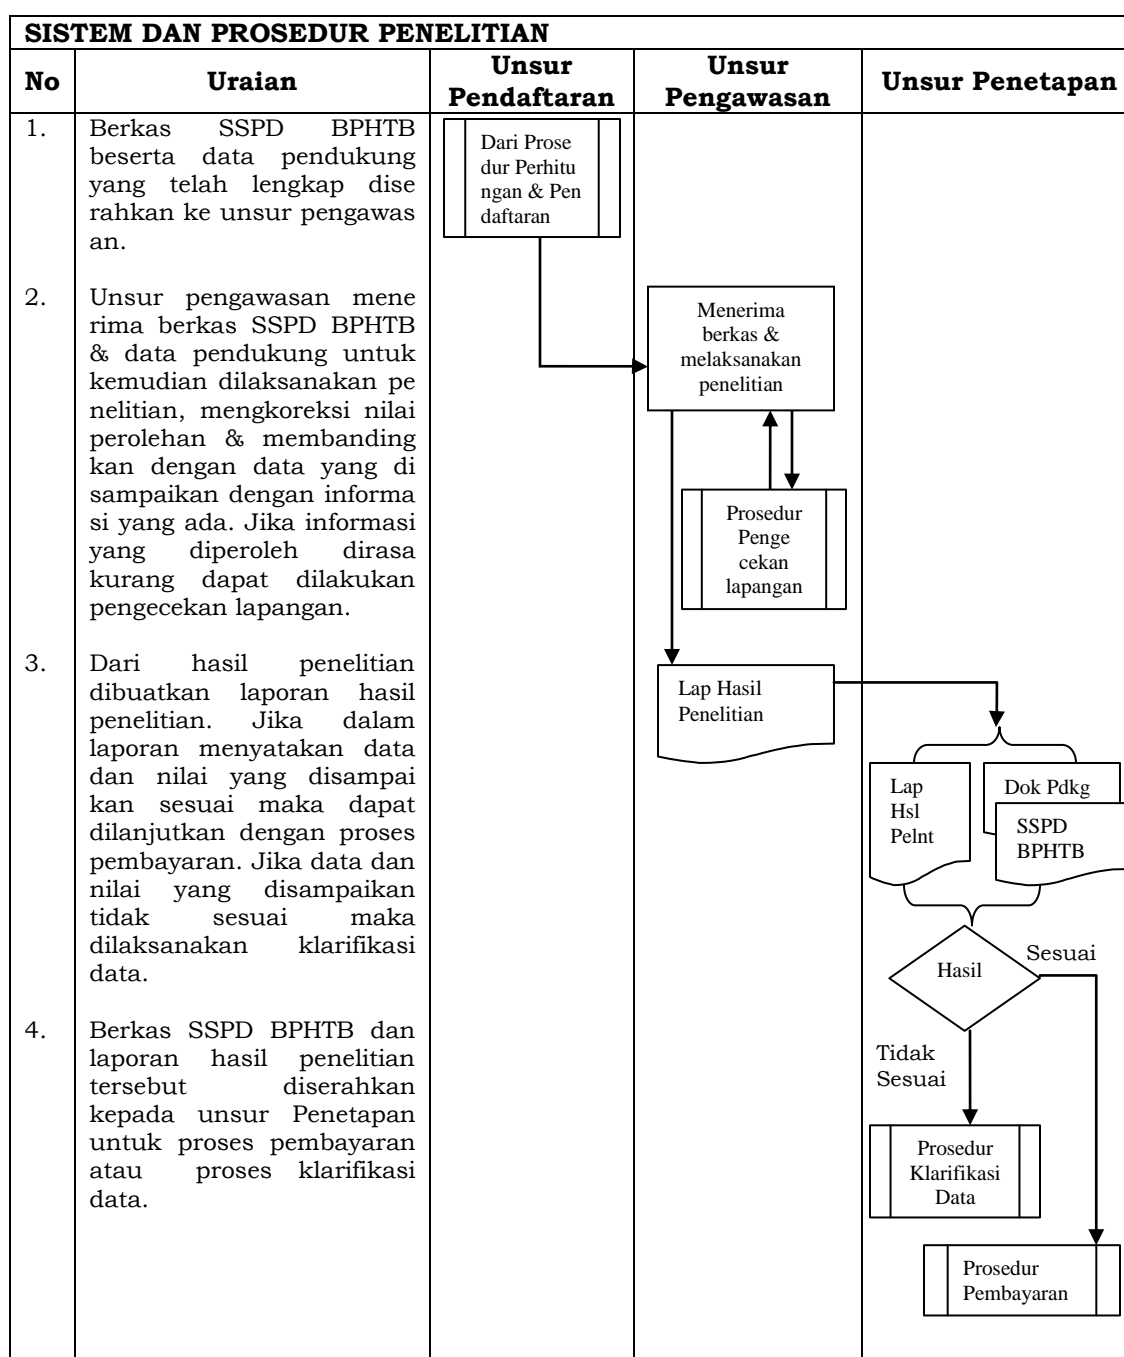 SISTEM DAN PROSEDUR PENELITIAN
No
Uraian
Unsur
Pendaftaran
Unsur
Pengawasan
Unsur Penetapan
1.
Berkas SSPD BPHTB
beserta data pendukung
yang telah lengkap dise
rahkan ke unsur pengawas
an.
Dari Prose
dur Perhitu
ngan & Pen
daftaran
2.
Unsur pengawasan mene
rima berkas SSPD BPHTB
& data pendukung untuk
kemudian dilaksanakan pe
nelitian, mengkoreksi nilai
perolehan & membanding
kan dengan data yang di
sampaikan dengan informa
si yang ada. Jika informasi
yang diperoleh dirasa
kurang dapat dilakukan
pengecekan lapangan.
Menerima
berkas &
melaksanakan
penelitian
Prosedur
Penge
cekan
lapangan
3.
Dari hasil penelitian
dibuatkan laporan hasil
penelitian. Jika dalam
laporan menyatakan data
dan nilai yang disampai
kan sesuai maka dapat
dilanjutkan dengan proses
pembayaran. Jika data dan
nilai yang disampaikan
tidak sesuai maka
dilaksanakan klarifikasi
data.
Lap Hasil
Penelitian
Lap
Hsl
Pelnt
Dok Pdkg
SSPD
BPHTB
Hasil
Sesuai
4.
Berkas SSPD BPHTB dan
laporan hasil penelitian
tersebut diserahkan
kepada unsur Penetapan
untuk proses pembayaran
atau proses klarifikasi
data.
Tidak
Sesuai
Prosedur
Klarifikasi
Data
Prosedur
Pembayaran